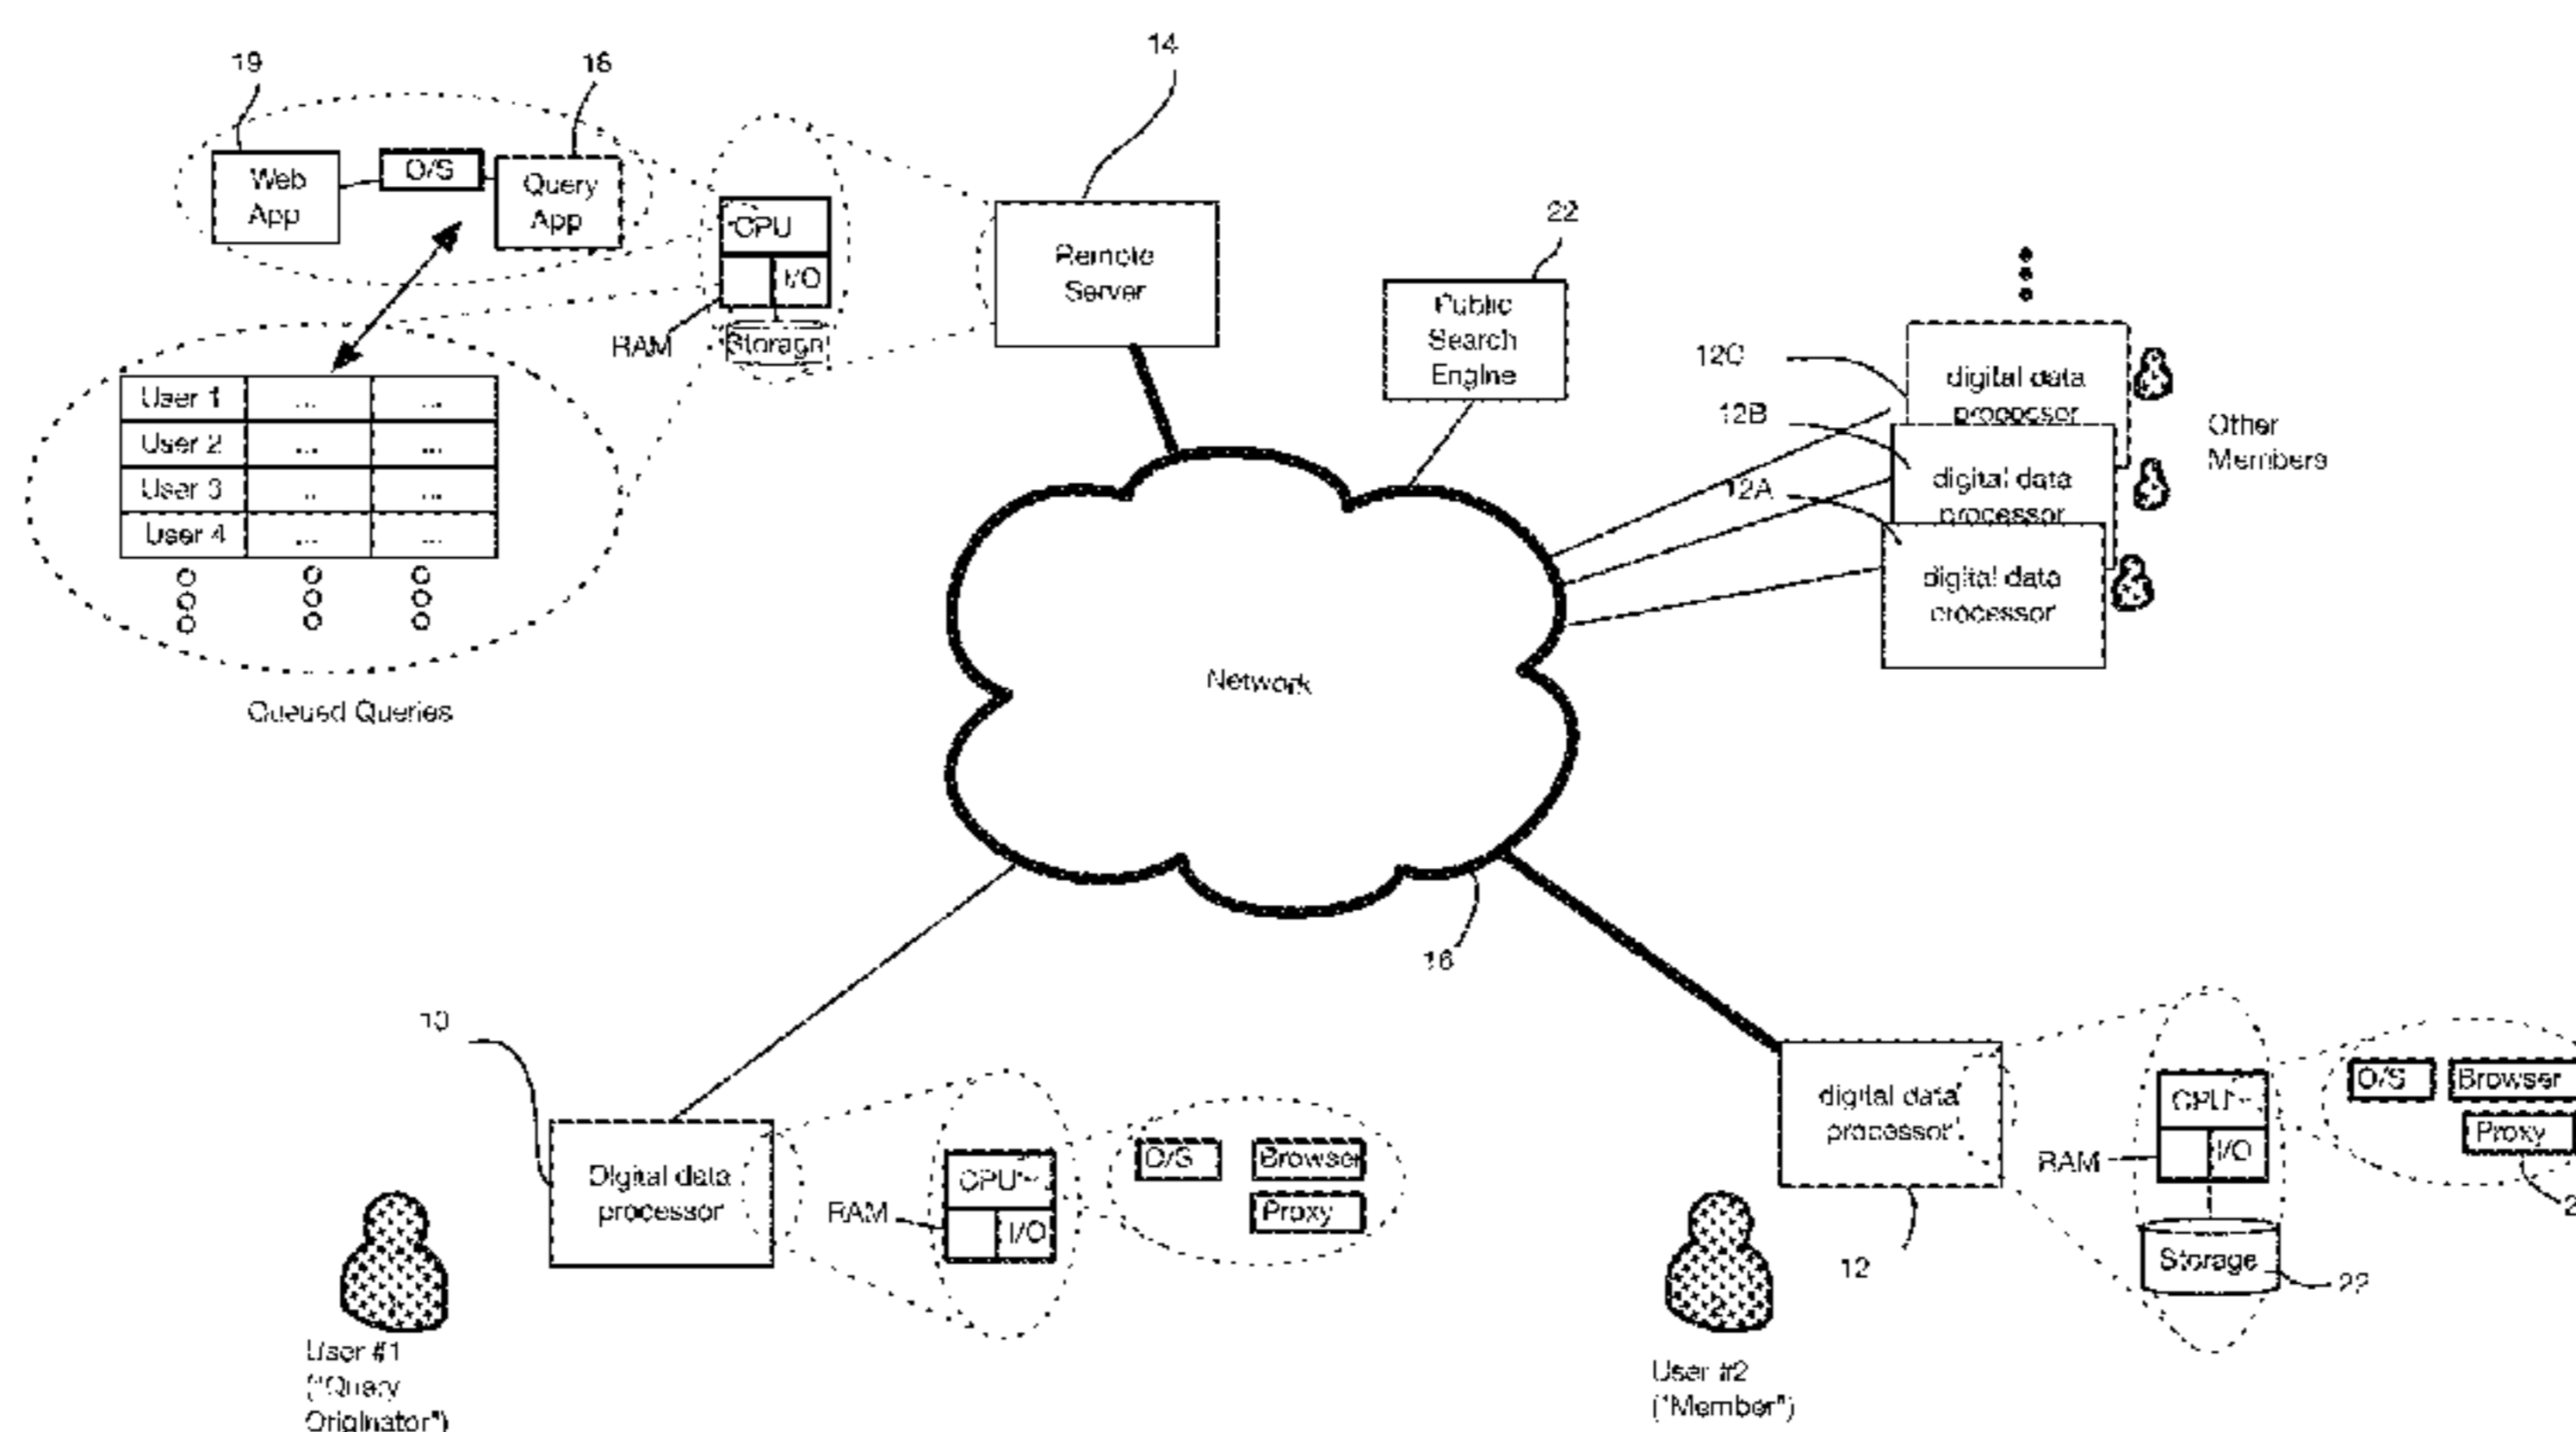 19
18
14
Web
App
O/S
Query
App
CPU
I/O
RAM
Storage
Remote
Server
22
Public
Search
Engine
12C
12B
12A
digital data
processor
digital data
processor
digital data
processor
Other
Members
User 1 ... ...
User 2 ... ...
User 3 .. ...
User 4 ... ...
Queued Queries
Network
16
10
Digital data
processor
RAM
CPU
I/O
O/S
Browser
Proxy
User #1
("Query
Originator")
digital data
processor
12
RAM
CPU
I/O
Storage
22
O/S
Browser
Proxy
User #2
("Member")